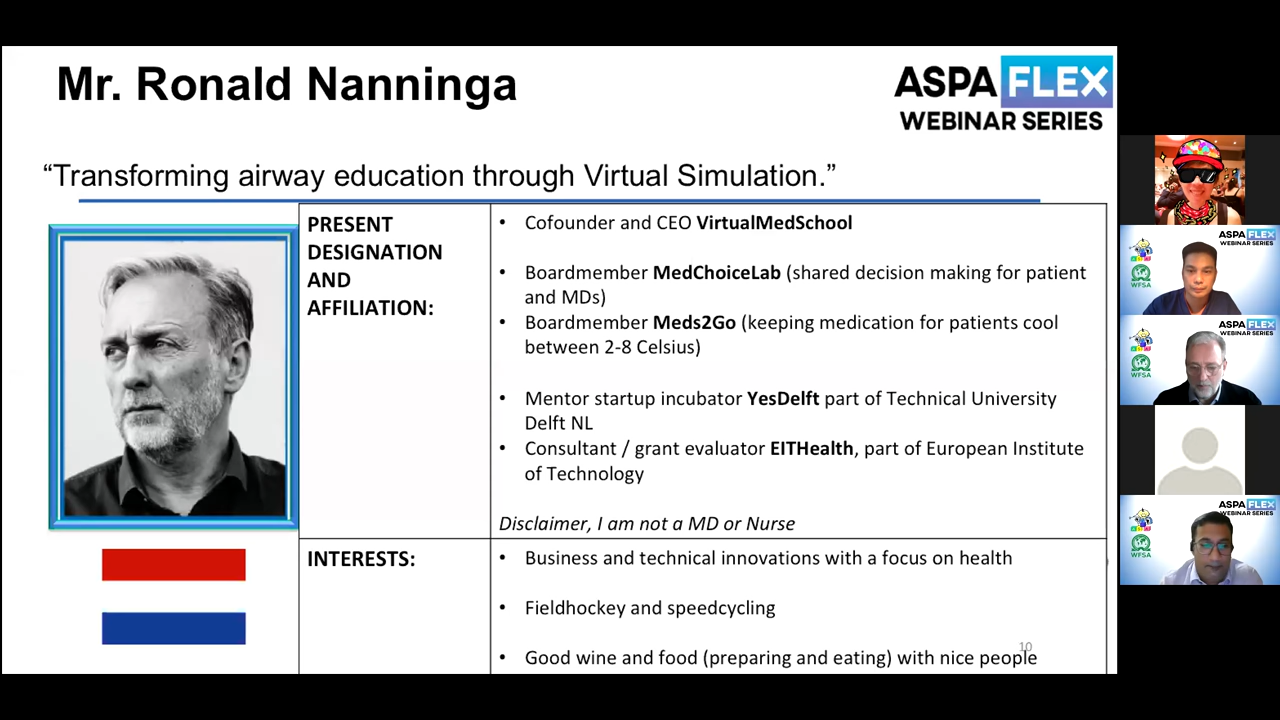 Mr. Ronald Nanninga
ASPA FLEX
WEBINAR SERIES
“Transforming airway education through Virtual Simulation.”
PRESENT
DESIGNATION
AND
AFFILIATION:
• Cofounder and CEO VirtualMedSchool
• Boardmember MedChoiceLab (shared decision making for patient
and MDs)
• Boardmember Meds2Go (keeping medication for patients cool
between 2-8 Celsius)
• Mentor startup incubator YesDelft part of Technical University
Delft NL
• Consultant / grant evaluator EITHealth, part of European Institute
of Technology
Disclaimer, I am not a MD or Nurse
INTERESTS:
• Business and technical innovations with a focus on health
• Fieldhockey and speedcycling
• Good wine and food (preparing and eating) with nice people
10
ASPA FLEX
WEBINAR SERIES
WFSA
ASPA FLEX
WEBINAR SERIES
WFSA
ASPA FLEX
WEBINAR SERIES
WFSA